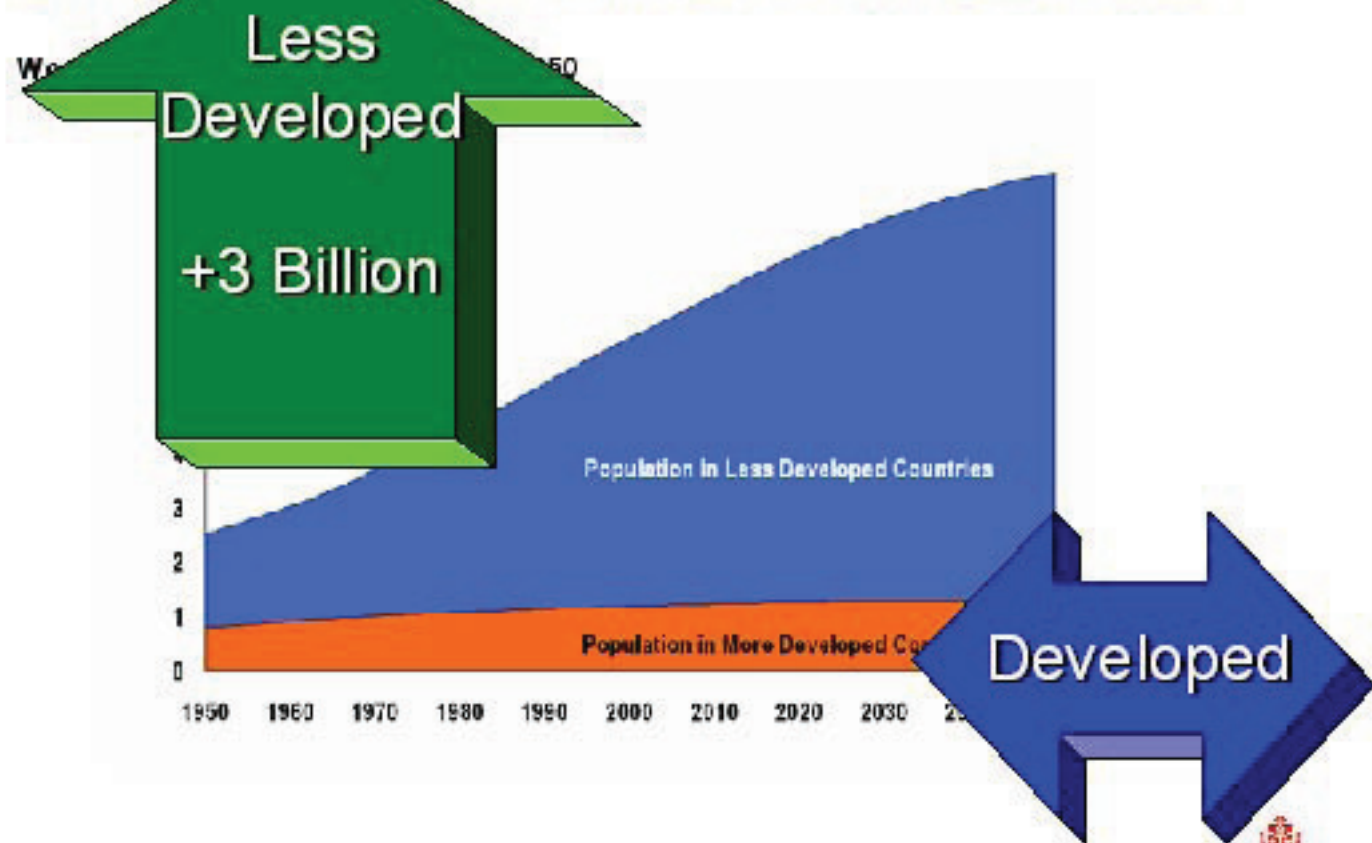 Less
Developed
+3 Billion
3
2
1
0
Population in Less Developed Countries
Population in More Developed
Developed
1950 1960 1970 1980 1990 2000 2010 2020 2030